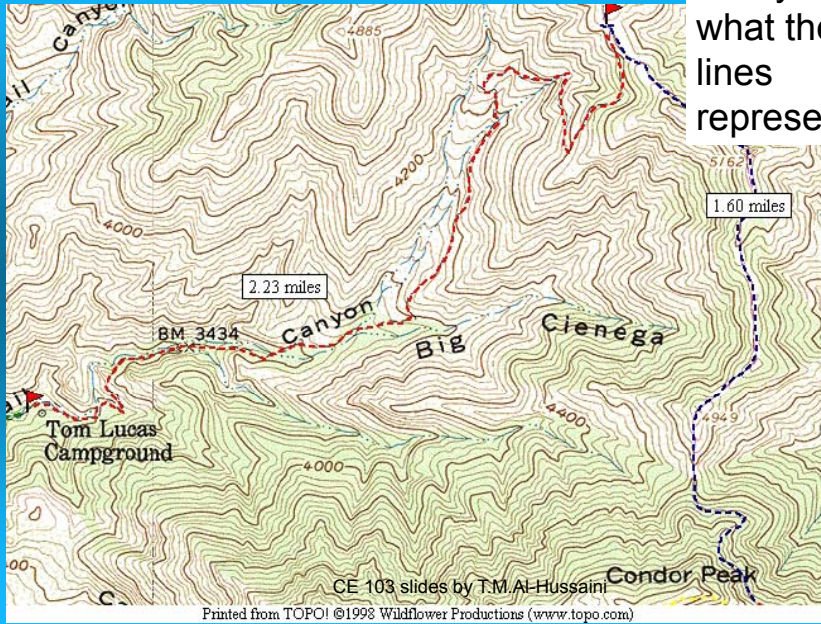 what the
lines
represe
Canyon
4885
4200
5162
1.60 miles
4000
2.23 miles
Canyon
BM 3434
Big
Cienega
4400
4949
Tom Lucas
Campground
4000
CE 103 slides by T.M.Al-Hussaini
Condor Peak
Printed from TOPO! ©1998 Wildflower Productions (www.topo.com)